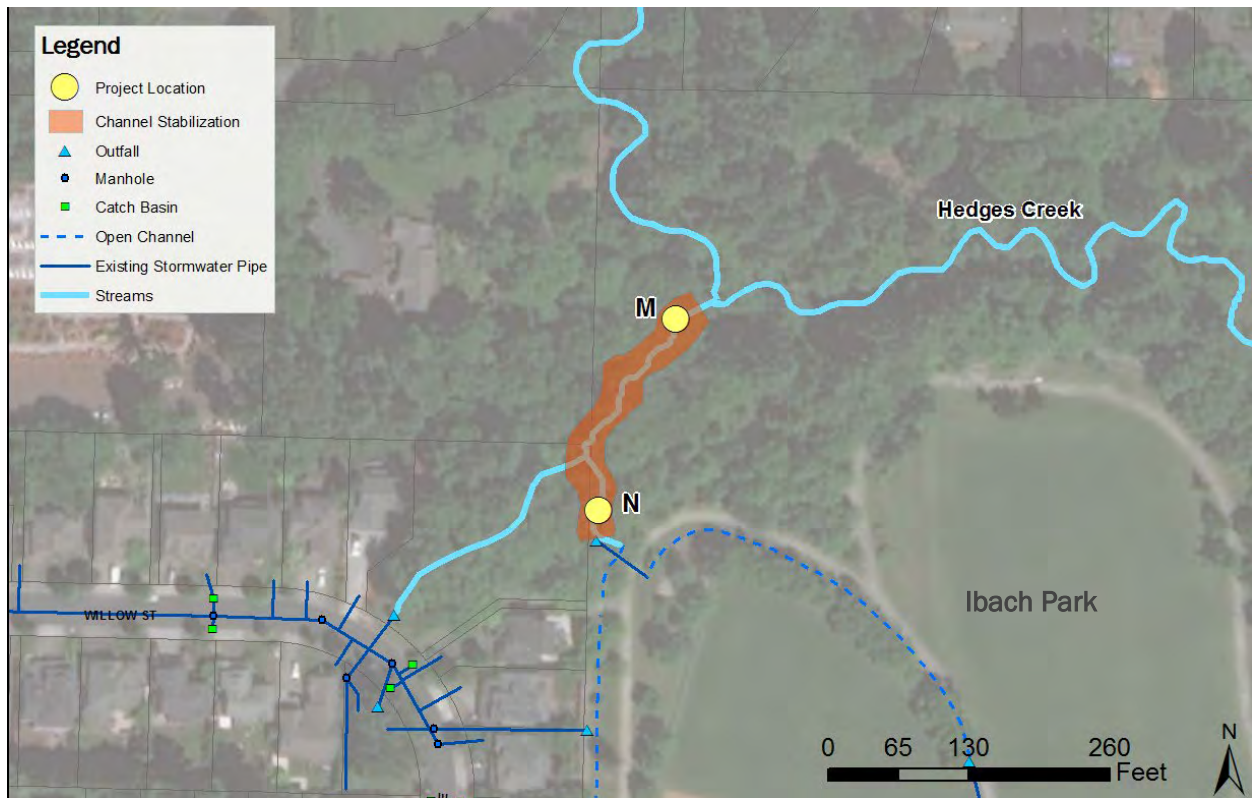 Legend
Project Location
Channel Stabilization
Outfall
Manhole
Catch Basin
Open Channel
Existing Stormwater Pipe
Streams
Hedges Creek
M
N
WILLOW ST
Ibach Park
0 65 130 260
Feet
N